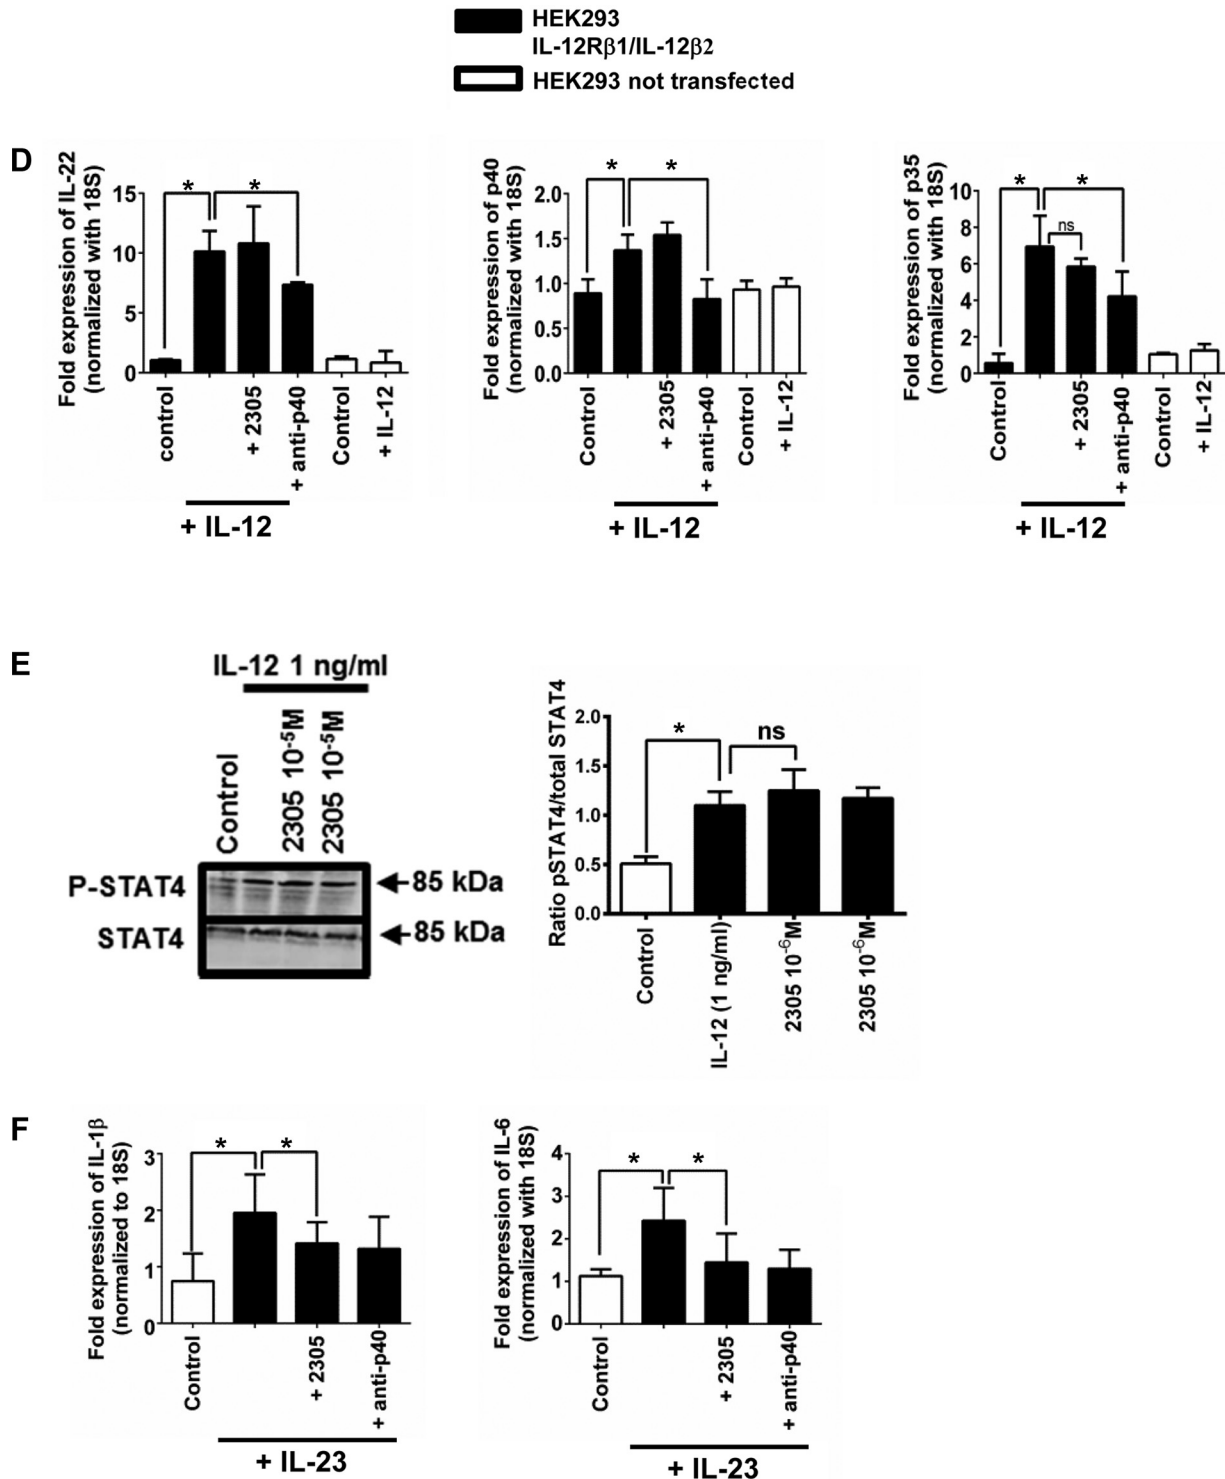 HEK293
IL-12Rβ1/IL-12β2
HEK293 not transfected
D
Fold expression of IL-22
(normalized with 18S)
15
10
5
0
*
*
control
+ 2305
+ anti-p40
Control
+ IL-12
+ IL-12
Fold expression of p40
(normalized with 18S)
2.0
1.5
1.0
0.5
0.0
*
*
Control
+ 2305
+ anti-p40
Control
+ IL-12
+ IL-12
Fold expression of p35
(normalized with 18S)
10
8
6
4
2
0
*
*
ns
Control
+ 2305
+ anti-p40
Control
+ IL-12
+ IL-12
E
IL-12 1 ng/ml
Control
2305 10⁻⁵M
2305 10⁻⁵M
P-STAT4
85 kDa
STAT4
85 kDa
Ratio pSTAT4/total STAT4
2.0
1.5
1.0
0.5
0.0
*
ns
Control
IL-12 (1 ng/ml)
2305 10⁻⁶M
2305 10⁻⁶M
F
Fold expression of IL-1β
(normalized to 18S)
3
2
1
0
*
*
Control
+ 2305
+ anti-p40
+ IL-23
Fold expression of IL-6
(normalized with 18S)
4
3
2
1
0
*
*
Control
+ 2305
+ anti-p40
+ IL-23